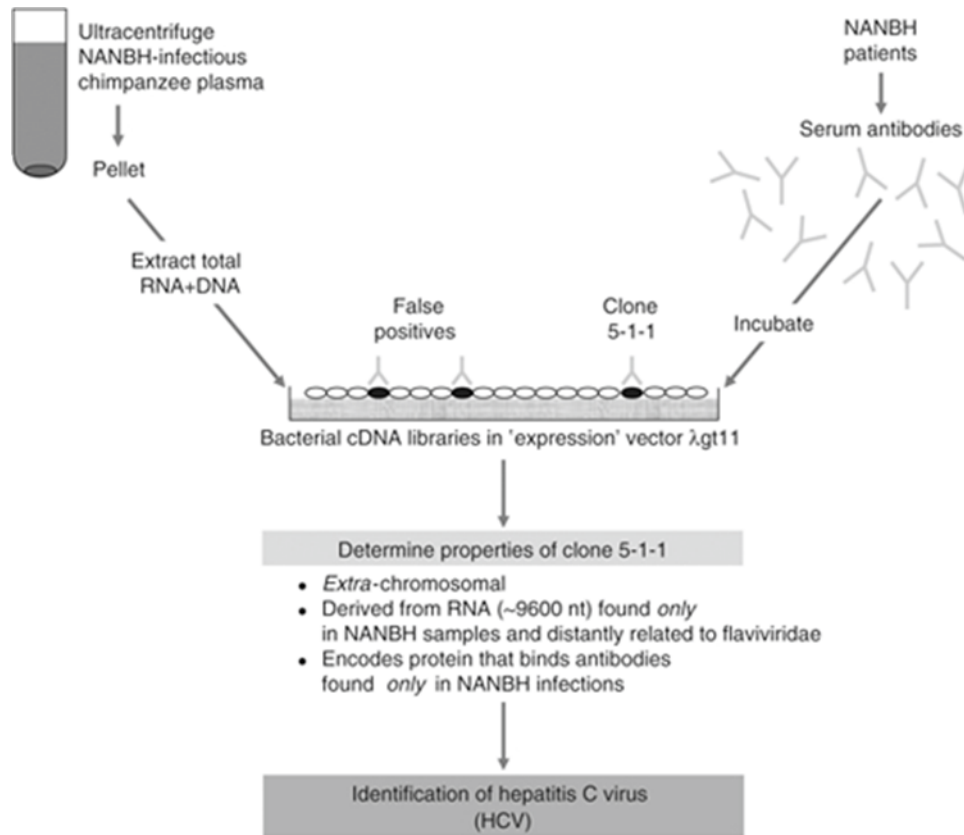 Ultracentrifuge
NANBH-infectious
chimpanzee plasma
Pellet
Extract total
RNA+DNA
NANBH
patients
Serum antibodies
Incubate
False
positives
Clone
5-1-1
Bacterial cDNA libraries in 'expression' vector λgt11
Determine properties of clone 5-1-1
• Extra-chromosomal
• Derived from RNA (~9600 nt) found only
in NANBH samples and distantly related to flaviviridae
• Encodes protein that binds antibodies
found only in NANBH infections
Identification of hepatitis C virus
(HCV)